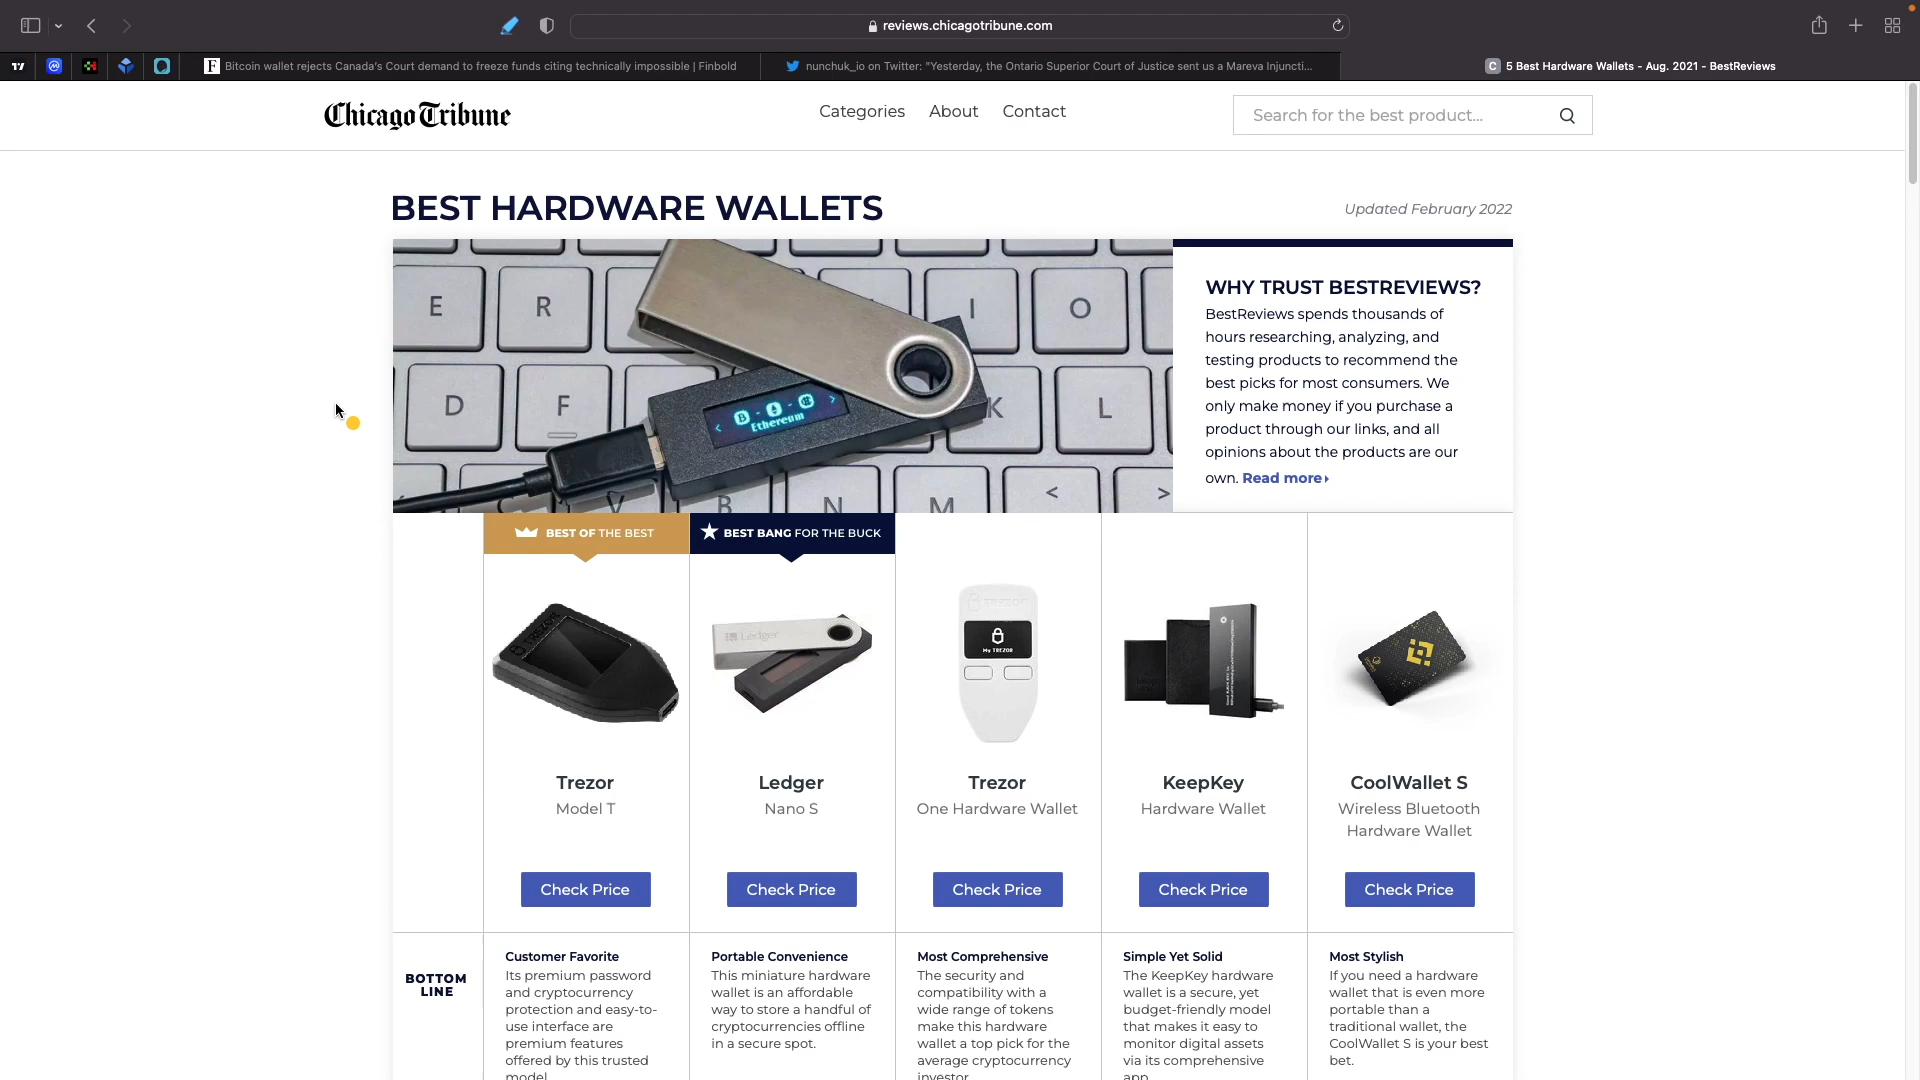 reviews.chicagotribune.com
Bitcoin wallet rejects Canada's Court demand to freeze funds citing technically impossible | Finbold
nunchuk_io on Twitter: "Yesterday, the Ontario Superior Court of Justice sent us a Mareva Injuncti...
C 5 Best Hardware Wallets - Aug. 2021 - BestReviews
Chicago Tribune
Categories About Contact
Search for the best product...
BEST HARDWARE WALLETS
Updated February 2022
E R I O
D F K L
V B N M < >
Ethereum
WHY TRUST BESTREVIEWS?
BestReviews spends thousands of
hours researching, analyzing, and
testing products to recommend the
best picks for most consumers. We
only make money if you purchase a
product through our links, and all
opinions about the products are our
own. Read more
BEST OF THE BEST
BEST BANG FOR THE BUCK
TREZOR
Ledger
TREZOR
My TREZOR
Trezor
Model T
Check Price
Ledger
Nano S
Check Price
Trezor
One Hardware Wallet
Check Price
KeepKey
Hardware Wallet
Check Price
CoolWallet S
Wireless Bluetooth
Hardware Wallet
Check Price
BOTTOM
LINE
Customer Favorite
Its premium password
and cryptocurrency
protection and easy-to-
use interface are
premium features
offered by this trusted
model.
Portable Convenience
This miniature hardware
wallet is an affordable
way to store a handful of
cryptocurrencies offline
in a secure spot.
Most Comprehensive
The security and
compatibility with a
wide range of tokens
make this hardware
wallet a top pick for the
average cryptocurrency
investor.
Simple Yet Solid
The KeepKey hardware
wallet is a secure, yet
budget-friendly model
that makes it easy to
monitor digital assets
via its comprehensive
app.
Most Stylish
If you need a hardware
wallet that is even more
portable than a
traditional wallet, the
CoolWallet S is your best
bet.